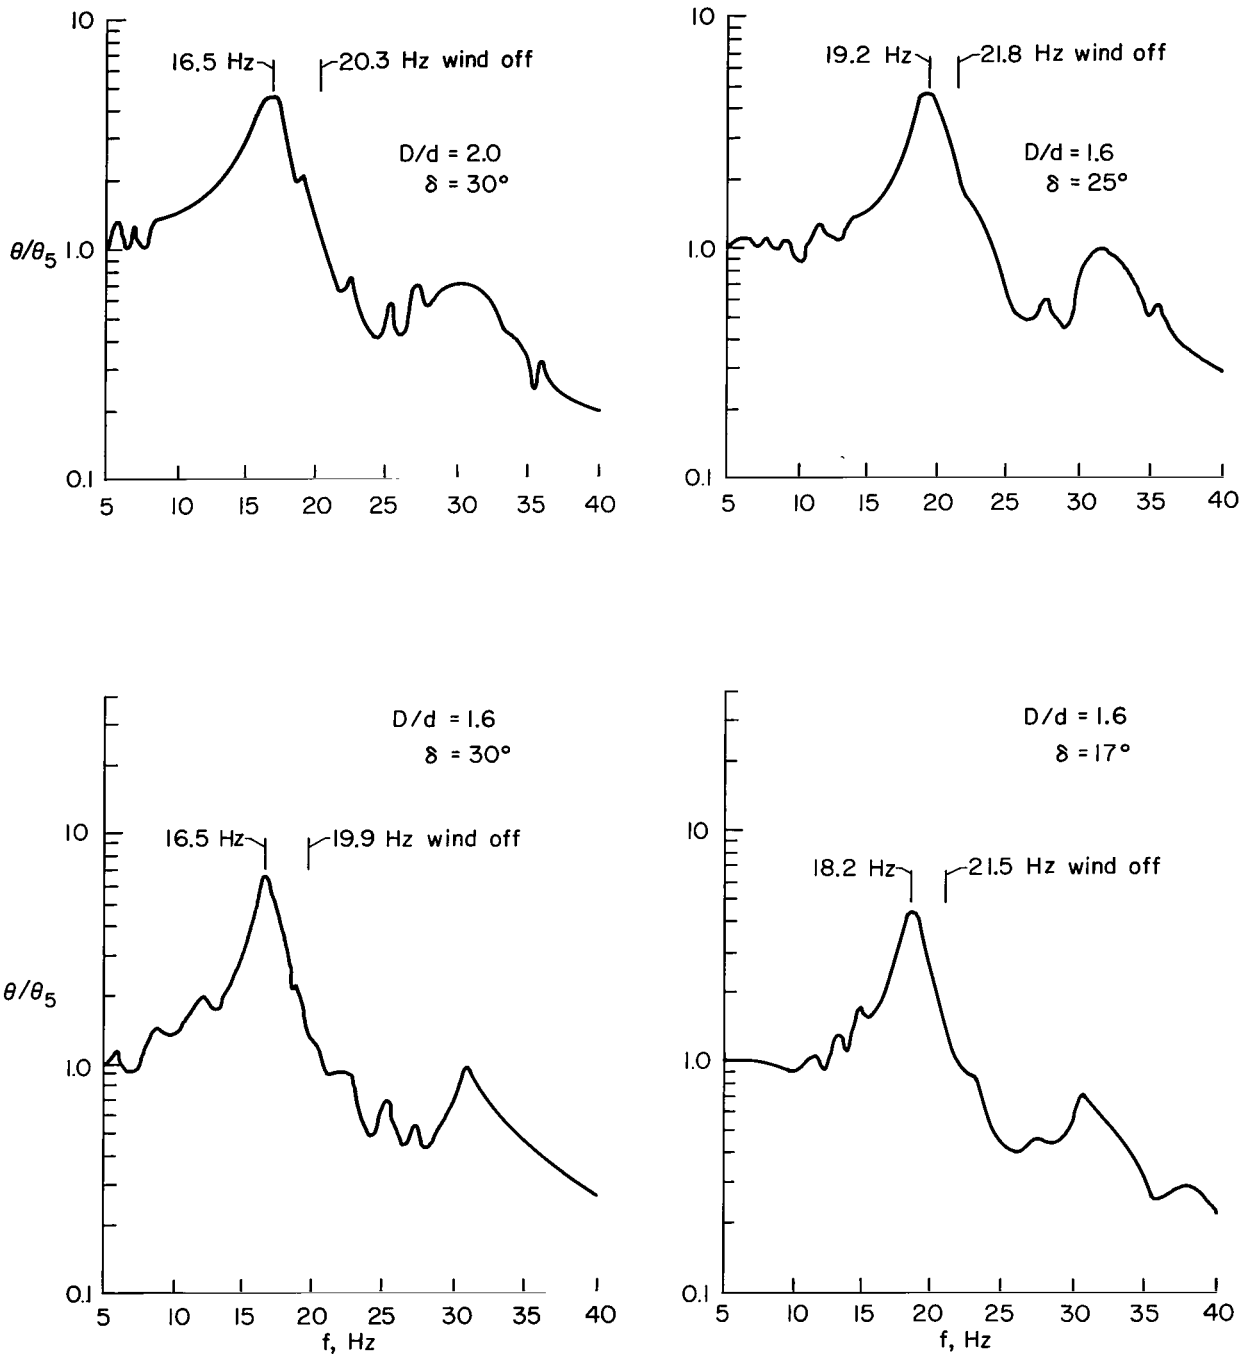 10
16.5 Hz
20.3 Hz wind off
D/d = 2.0
δ = 30°
θ/θ5
1.0
0.1
5 10 15 20 25 30 35 40
10
19.2 Hz
21.8 Hz wind off
D/d = 1.6
δ = 25°
1.0
0.1
5 10 15 20 25 30 35 40
D/d = 1.6
δ = 30°
10
16.5 Hz
19.9 Hz wind off
θ/θ5
1.0
0.1
5 10 15 20 25 30 35 40
f, Hz
D/d = 1.6
δ = 17°
10
18.2 Hz
21.5 Hz wind off
1.0
0.1
5 10 15 20 25 30 35 40
f, Hz